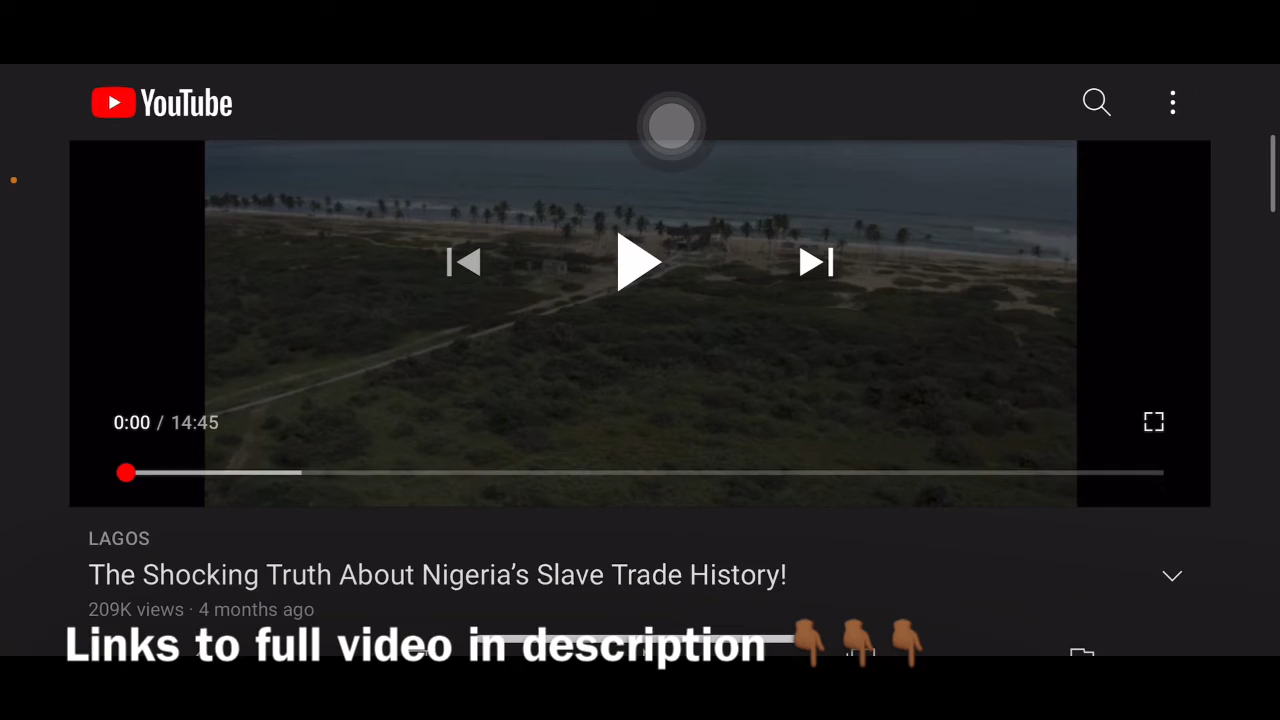 YouTube
0:00 / 14:45
LAGOS
The Shocking Truth About Nigeria’s Slave Trade History!
209K views · 4 months ago
Links to full video in description👇🏾👇🏾👇🏾